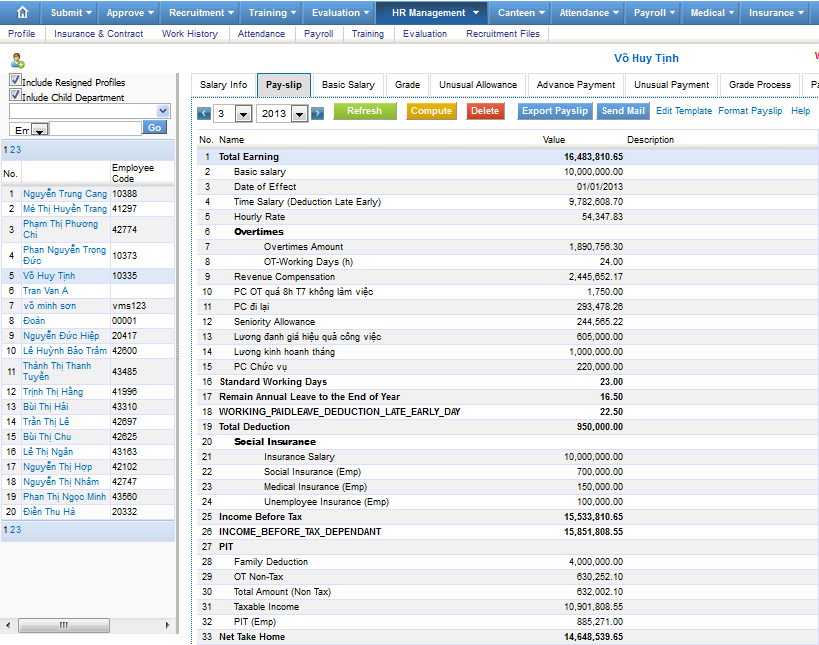 Submit Approve Recruitment Training Evaluation HR Management Canteen Attendance Payroll Medical Insurance
Profile Insurance & Contract Work History Attendance Payroll Training Evaluation Recruitment Files
Võ Huy Tịnh
Include Resigned Profiles
Inlude Child Department
Em
Go
1 2 3
No. Employee Code
1 Nguyễn Trung Cang 10388
2 Mè Thị Huyền Trang 41297
3 Phạm Thị Phương Chi 42774
4 Phan Nguyễn Trọng Đức 10373
5 Võ Huy Tịnh 10335
6 Tran Van A
7 võ minh sơn vms123
8 Đoán 00001
9 Nguyễn Đức Hiệp 20417
10 Lê Huỳnh Bảo Trâm 42600
11 Thành Thị Thanh Tuyền 43485
12 Trịnh Thị Hằng 41996
13 Bùi Thị Hải 43310
14 Trần Thị Lê 42697
15 Bùi Thị Chu 42625
16 Lê Thị Ngân 43163
17 Nguyễn Thị Hợp 42102
18 Nguyễn Thị Nhâm 42747
19 Phan Thị Ngọc Minh 43560
20 Điền Thu Hà 20332
1 2 3
Salary Info Pay-slip Basic Salary Grade Unusual Allowance Advance Payment Unusual Payment Grade Process
3 2013 Refresh Compute Delete Export Payslip Send Mail Edit Template Format Payslip Help
No. Name Value Description
1 Total Earning 16,483,810.65
2 Basic salary 10,000,000.00
3 Date of Effect 01/01/2013
4 Time Salary (Deduction Late Early) 9,782,608.70
5 Hourly Rate 54,347.83
6 Overtimes
7 Overtimes Amount 1,890,756.30
8 OT-Working Days (h) 24.00
9 Revenue Compensation 2,445,652.17
10 PC OT quá 8h T7 không làm việc 1,750.00
11 PC đi lại 293,478.26
12 Seniority Allowance 244,565.22
13 Lương đanh giá hiệu quả công việc 605,000.00
14 Lương kinh hoanh tháng 1,000,000.00
15 PC Chức vụ 220,000.00
16 Standard Working Days 23.00
17 Remain Annual Leave to the End of Year 16.50
18 WORKING_PAIDLEAVE_DEDUCTION_LATE_EARLY_DAY 22.50
19 Total Deduction 950,000.00
20 Social Insurance
21 Insurance Salary 10,000,000.00
22 Social Insurance (Emp) 700,000.00
23 Medical Insurance (Emp) 150,000.00
24 Unemployee Insurance (Emp) 100,000.00
25 Income Before Tax 15,533,810.65
26 INCOME_BEFORE_TAX_DEPENDANT 15,851,808.55
27 PIT
28 Family Deduction 4,000,000.00
29 OT Non-Tax 630,252.10
30 Total Amount (Non Tax) 632,002.10
31 Taxable Income 10,901,808.55
32 PIT (Emp) 885,271.00
33 Net Take Home 14,648,539.65